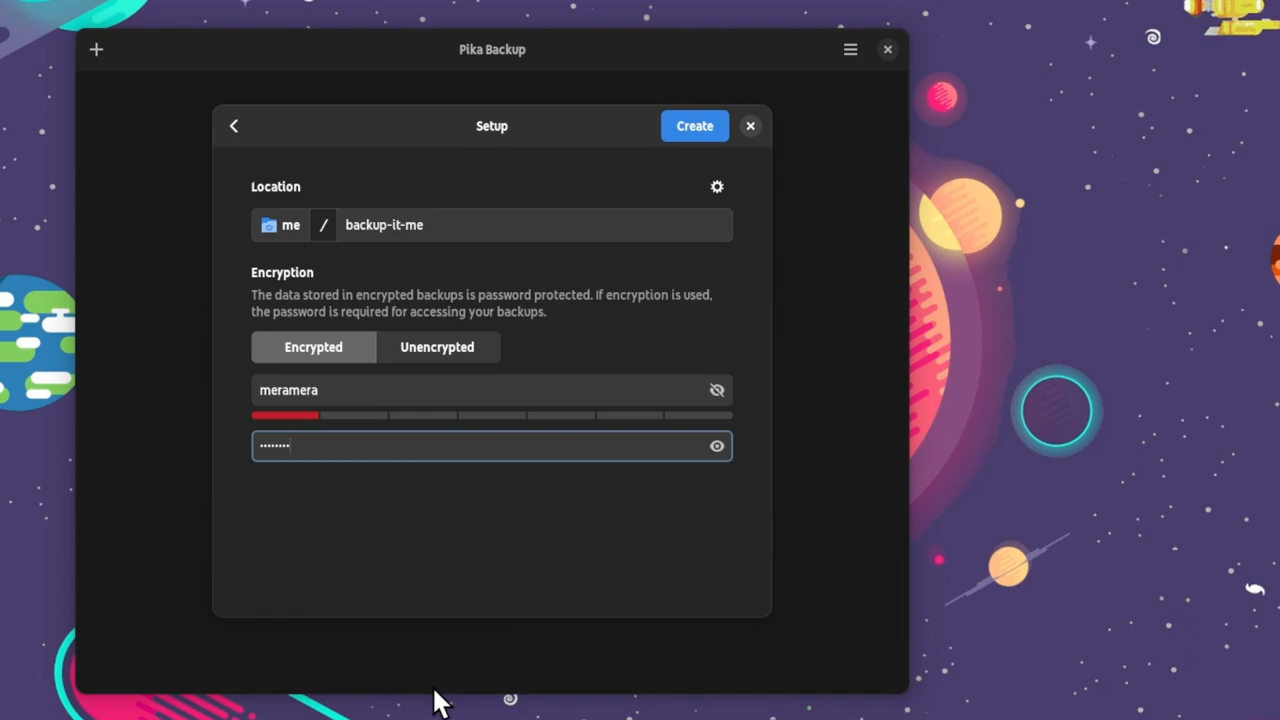 Pika Backup
Setup
Create
Location
me / backup-it-me
Encryption
The data stored in encrypted backups is password protected. If encryption is used,
the password is required for accessing your backups.
Encrypted Unencrypted
meramera
••••••••